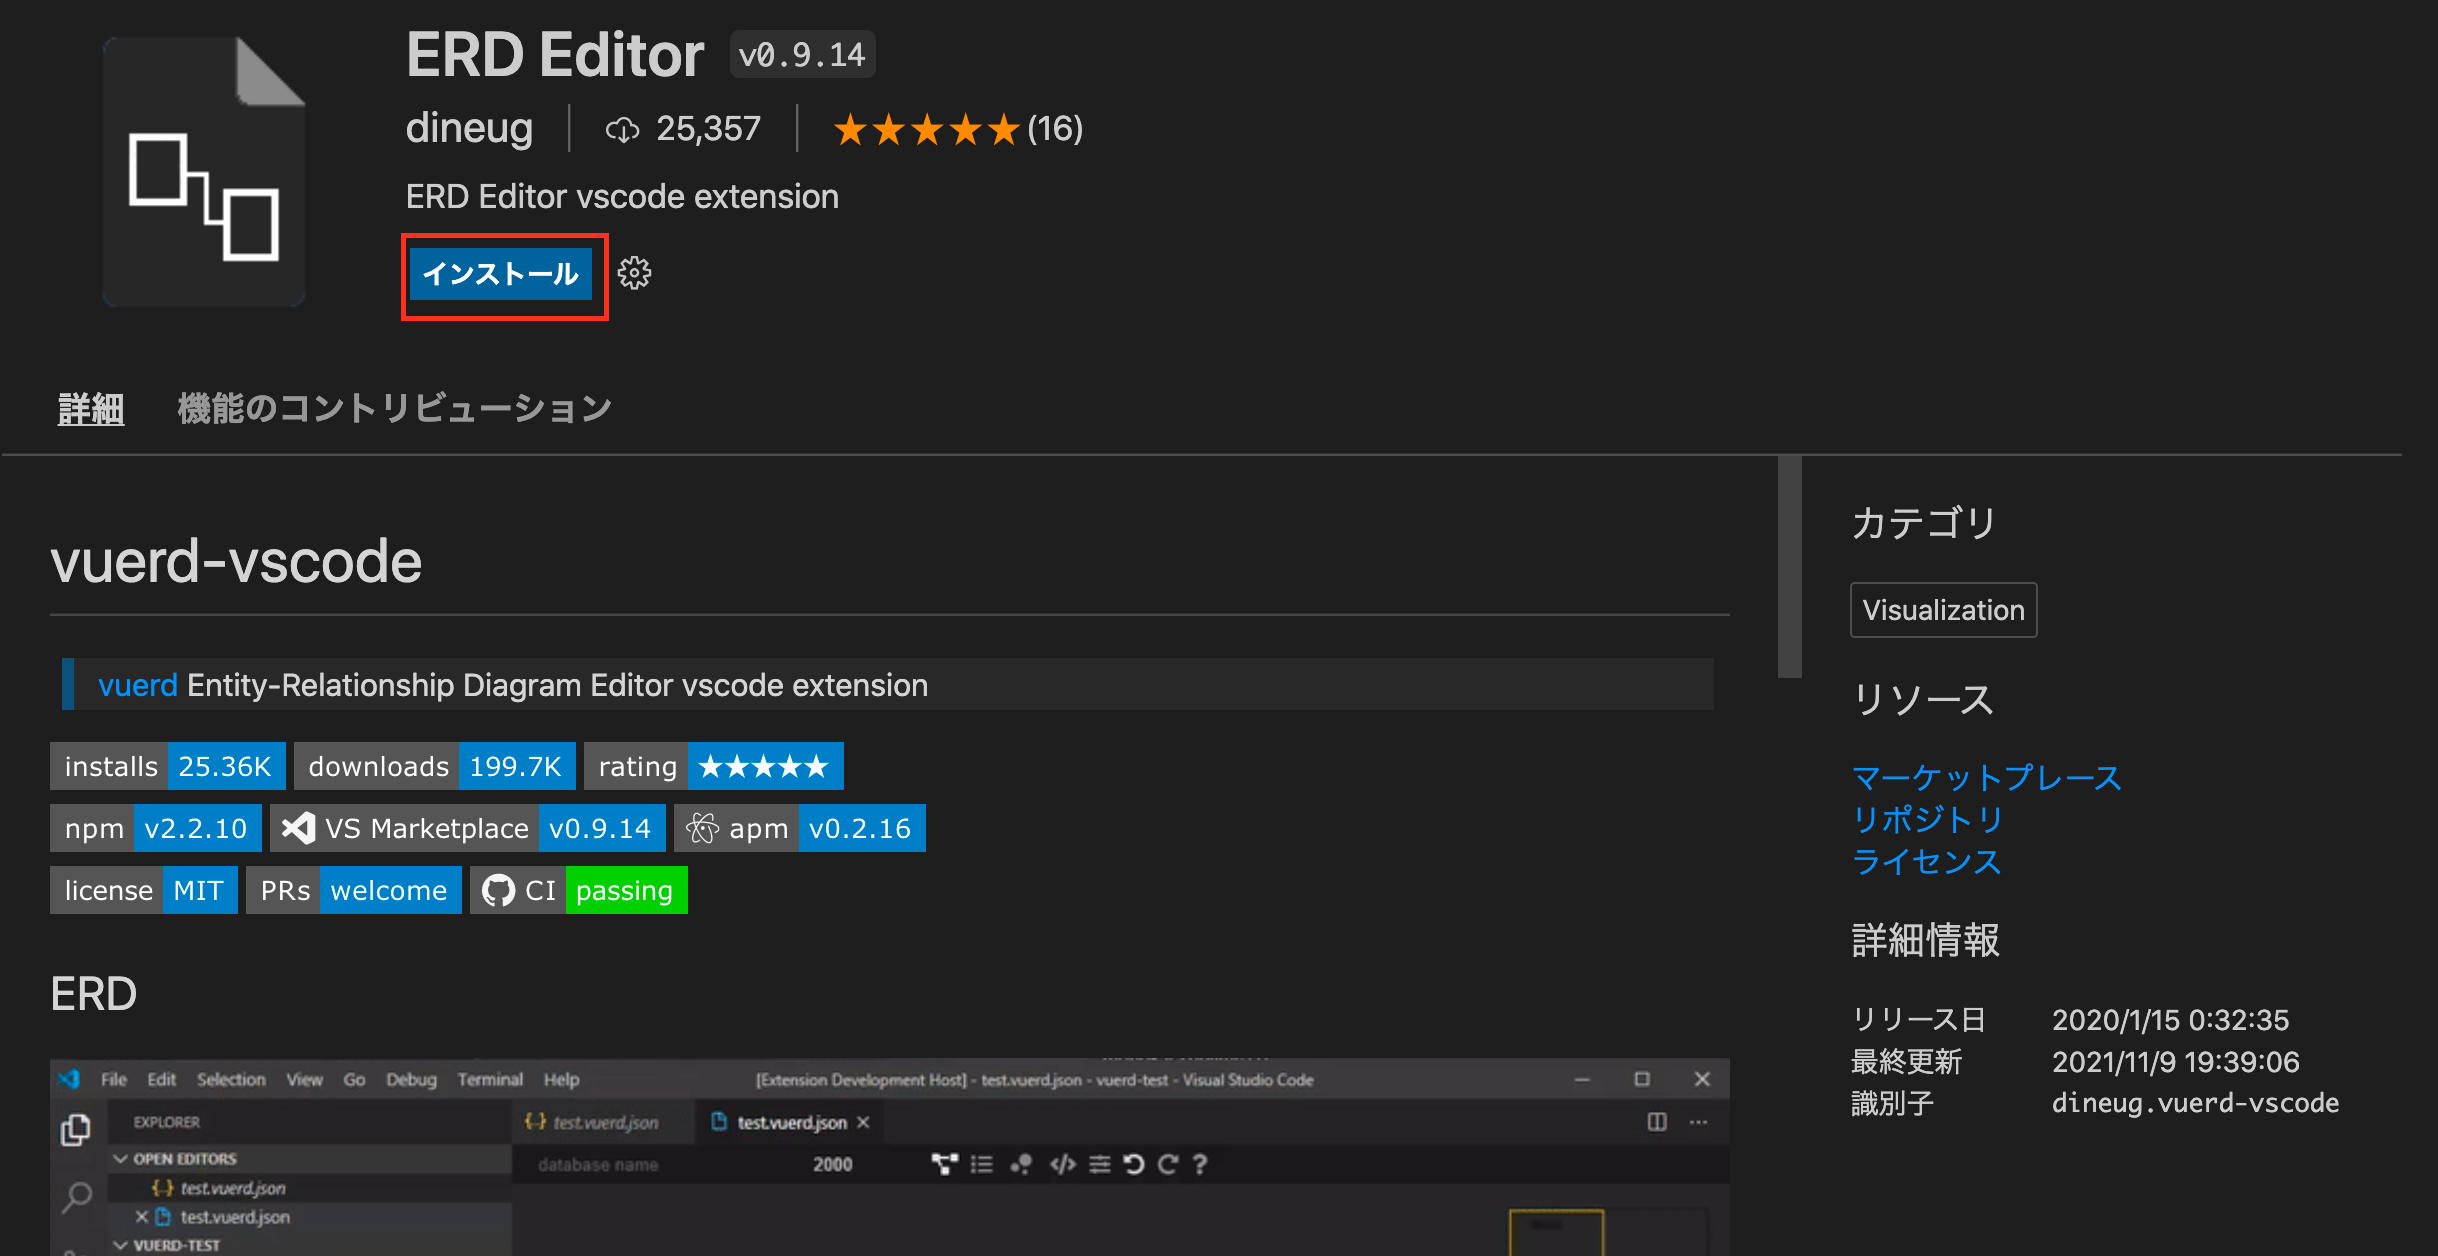 ERD Editor v0.9.14
dineug 25,357 ★★★★★(16)
ERD Editor vscode extension
インストール
詳細 機能のコントリビューション
vuerd-vscode
vuerd Entity-Relationship Diagram Editor vscode extension
installs 25.36K downloads 199.7K rating ★★★★★
npm v2.2.10 VS Marketplace v0.9.14 apm v0.2.16
license MIT PRs welcome CI passing
ERD
File Edit Selection View Go Debug Terminal Help [Extension Development Host] - test.vuerd.json - vuerd-test - Visual Studio Code
EXPLORER {} test.vuerd.json test.vuerd.json ×
OPEN EDITORS database name 2000
{} test.vuerd.json
× test.vuerd.json
VUERD-TEST
カテゴリ
Visualization
リソース
マーケットプレース
リポジトリ
ライセンス
詳細情報
リリース日 2020/1/15 0:32:35
最終更新 2021/11/9 19:39:06
識別子 dineug.vuerd-vscode